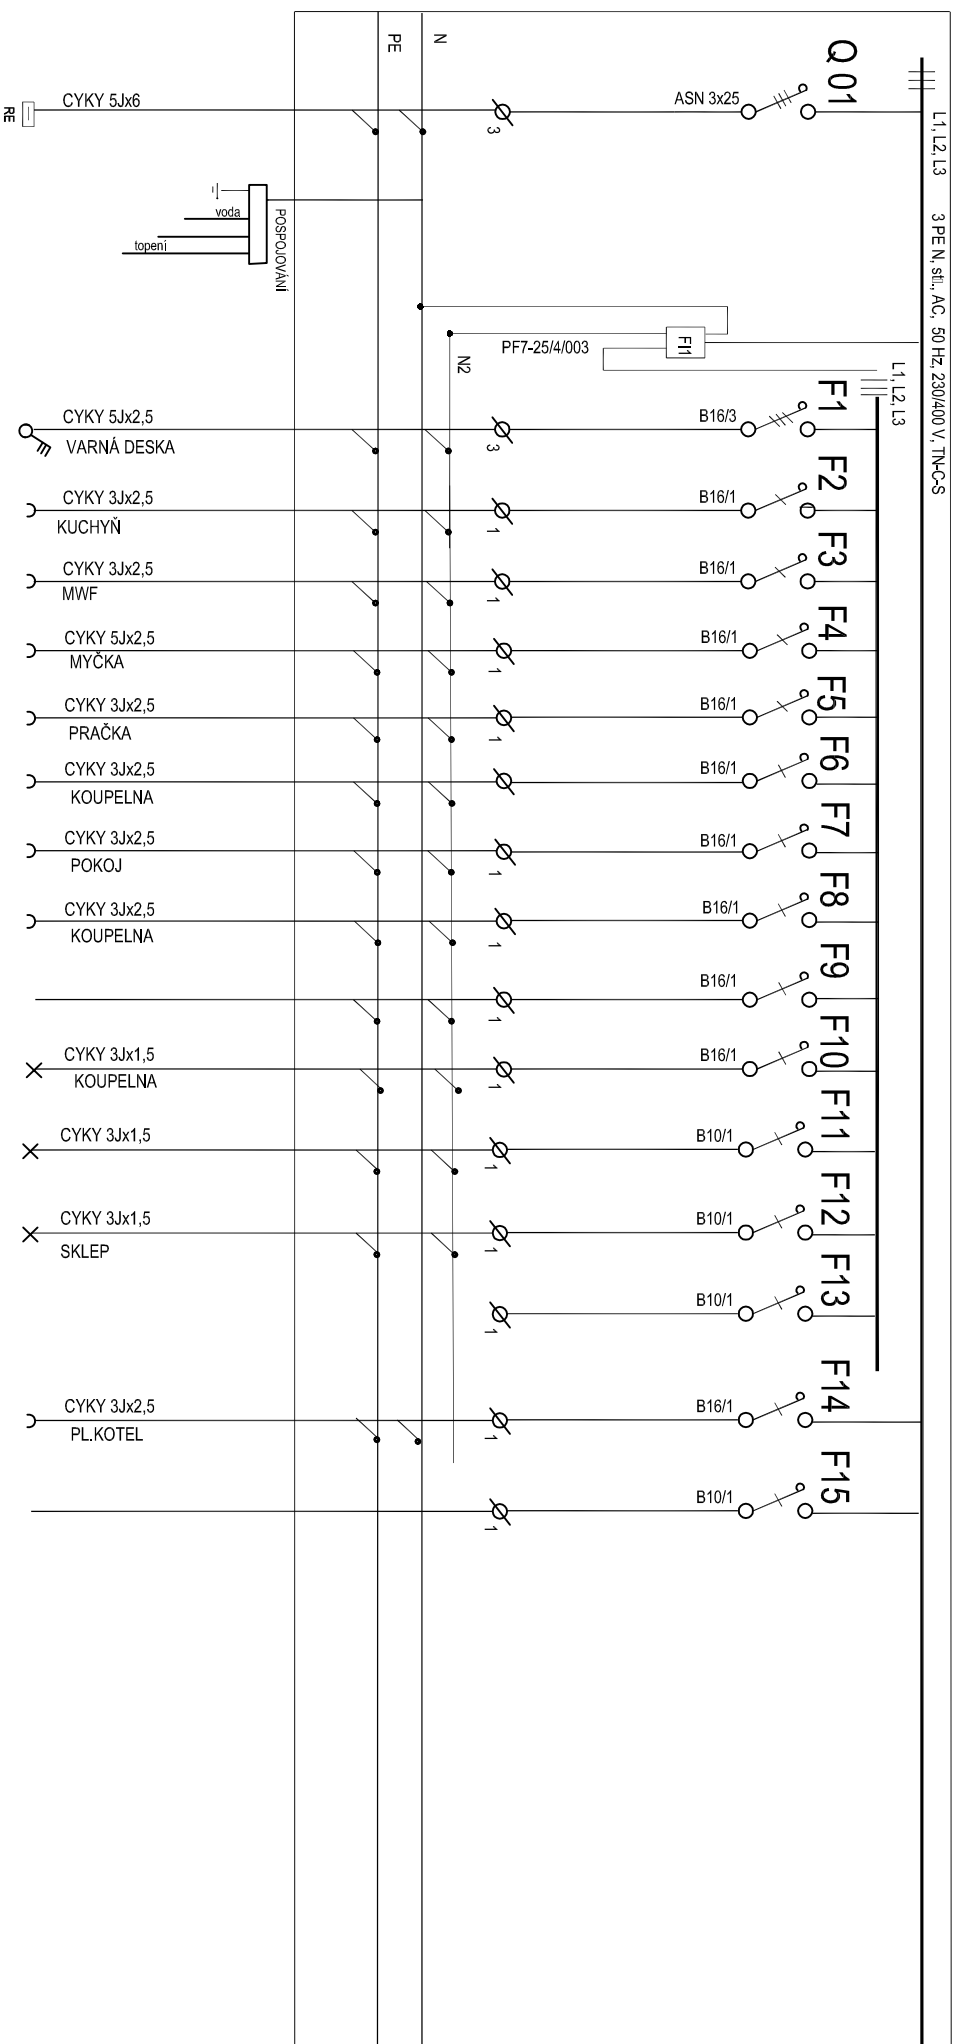 L1, L2, L3
3 PE N, stř., AC, 50 Hz, 230/400 V, TN-C-S
Q 01
ASN 3x25
3
N
PE
CYKY 5Jx6
RE
POSPOJOVÁNÍ
voda
topení
FI1
PF7-25/4/003
N2
L1, L2, L3
F1
B16/3
3
CYKY 5Jx2,5
VARNÁ DESKA
F2
B16/1
1
CYKY 3Jx2,5
KUCHYŇ
F3
B16/1
1
CYKY 3Jx2,5
MWF
F4
B16/1
1
CYKY 5Jx2,5
MYČKA
F5
B16/1
1
CYKY 3Jx2,5
PRAČKA
F6
B16/1
CYKY 3Jx2,5
KOUPELNA
F7
B16/1
1
CYKY 3Jx2,5
POKOJ
F8
B16/1
1
CYKY 3Jx2,5
KOUPELNA
F9
B16/1
1
F10
B16/1
1
CYKY 3Jx1,5
KOUPELNA
F11
B10/1
1
CYKY 3Jx1,5
F12
B10/1
1
CYKY 3Jx1,5
SKLEP
F13
B10/1
1
F14
B16/1
1
CYKY 3Jx2,5
PL.KOTEL
F15
B10/1
1